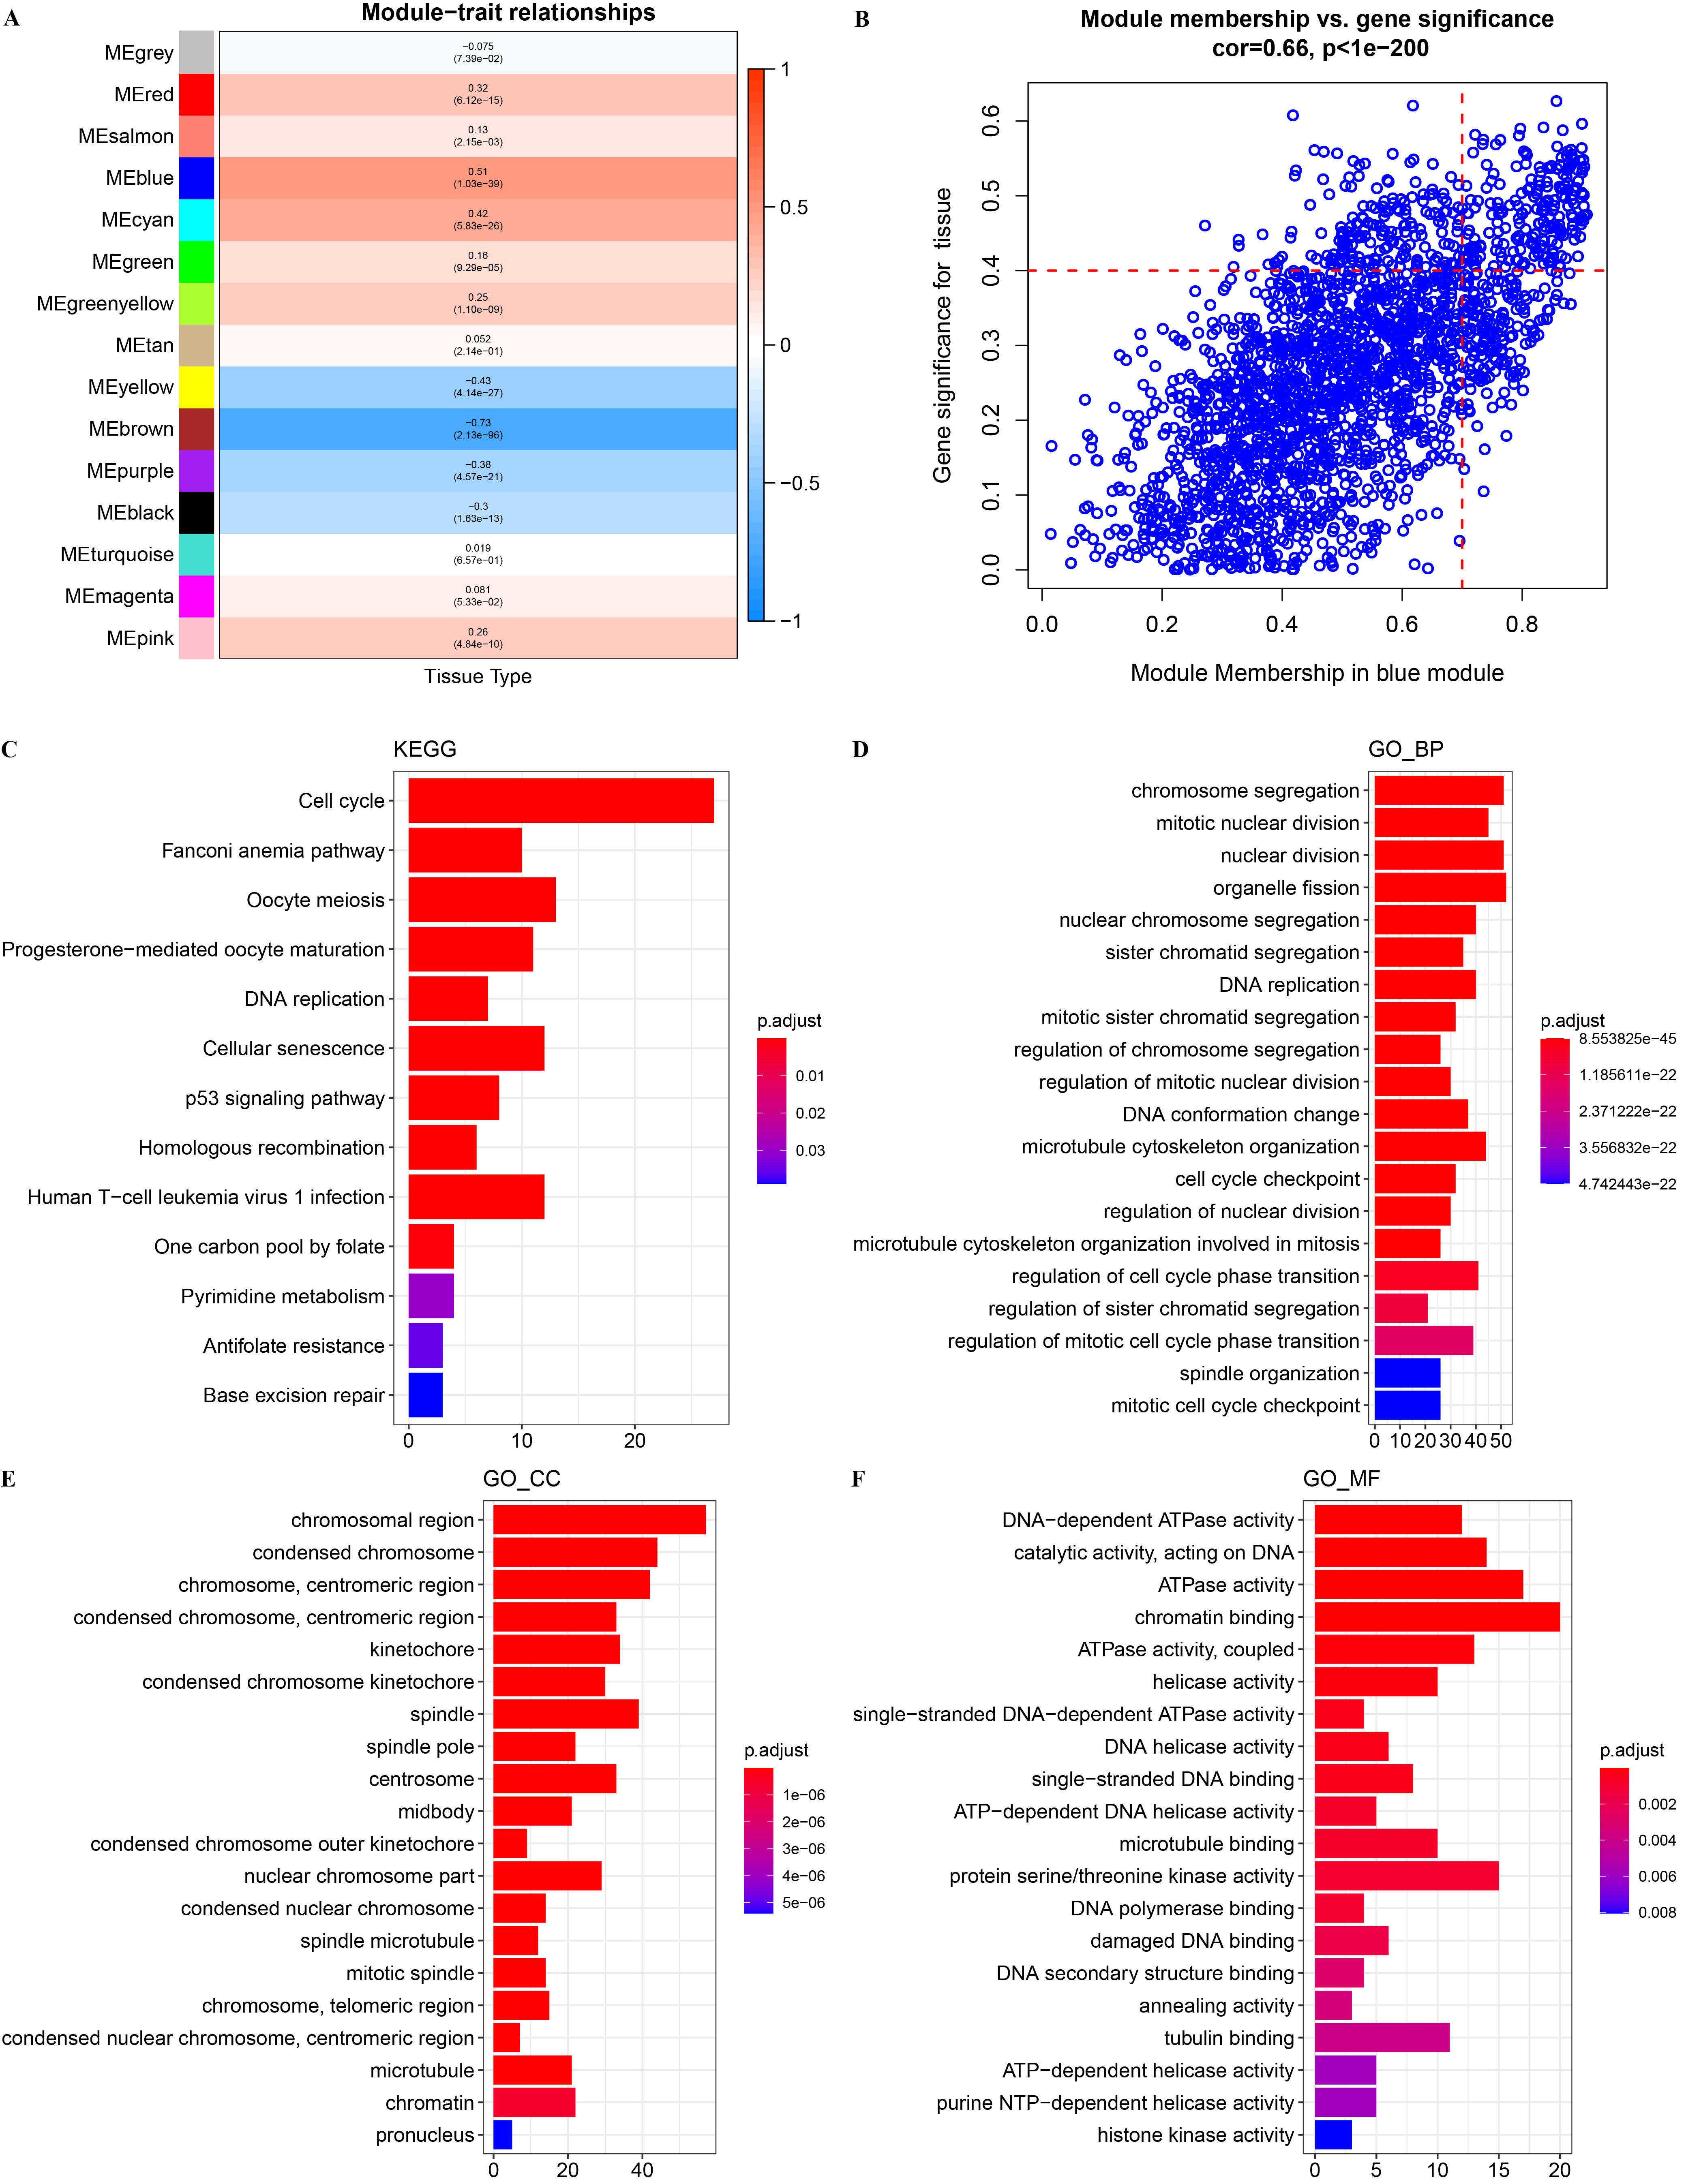 A
Module−trait relationships
MEgrey
−0.075
(7.39e−02)
MEred
0.32
(6.12e−15)
MEsalmon
0.13
(2.15e−03)
MEblue
0.51
(1.03e−39)
MEcyan
0.42
(5.83e−26)
MEgreen
0.16
(9.29e−05)
MEgreenyellow
0.25
(1.10e−09)
MEtan
0.052
(2.14e−01)
MEyellow
−0.43
(4.14e−27)
MEbrown
−0.73
(2.13e−96)
MEpurple
−0.38
(4.57e−21)
MEblack
−0.3
(1.63e−13)
MEturquoise
0.019
(6.57e−01)
MEmagenta
0.081
(5.33e−02)
MEpink
0.26
(4.84e−10)
Tissue Type
1
0.5
0
−0.5
−1
B
Module membership vs. gene significance
cor=0.66, p<1e−200
Gene significance for tissue
0.6
0.5
0.4
0.3
0.2
0.1
0.0
0.0 0.2 0.4 0.6 0.8
Module Membership in blue module
C
KEGG
Cell cycle
Fanconi anemia pathway
Oocyte meiosis
Progesterone−mediated oocyte maturation
DNA replication
Cellular senescence
p53 signaling pathway
Homologous recombination
Human T−cell leukemia virus 1 infection
One carbon pool by folate
Pyrimidine metabolism
Antifolate resistance
Base excision repair
0 10 20
p.adjust
0.01
0.02
0.03
D
GO_BP
chromosome segregation
mitotic nuclear division
nuclear division
organelle fission
nuclear chromosome segregation
sister chromatid segregation
DNA replication
mitotic sister chromatid segregation
regulation of chromosome segregation
regulation of mitotic nuclear division
DNA conformation change
microtubule cytoskeleton organization
cell cycle checkpoint
regulation of nuclear division
microtubule cytoskeleton organization involved in mitosis
regulation of cell cycle phase transition
regulation of sister chromatid segregation
regulation of mitotic cell cycle phase transition
spindle organization
mitotic cell cycle checkpoint
0 10 20 30 40 50
p.adjust
8.553825e−45
1.185611e−22
2.371222e−22
3.556832e−22
4.742443e−22
E
GO_CC
chromosomal region
condensed chromosome
chromosome, centromeric region
condensed chromosome, centromeric region
kinetochore
condensed chromosome kinetochore
spindle
spindle pole
centrosome
midbody
condensed chromosome outer kinetochore
nuclear chromosome part
condensed nuclear chromosome
spindle microtubule
mitotic spindle
chromosome, telomeric region
condensed nuclear chromosome, centromeric region
microtubule
chromatin
pronucleus
0 20 40
p.adjust
1e−06
2e−06
3e−06
4e−06
5e−06
F
GO_MF
DNA−dependent ATPase activity
catalytic activity, acting on DNA
ATPase activity
chromatin binding
ATPase activity, coupled
helicase activity
single−stranded DNA−dependent ATPase activity
DNA helicase activity
single−stranded DNA binding
ATP−dependent DNA helicase activity
microtubule binding
protein serine/threonine kinase activity
DNA polymerase binding
damaged DNA binding
DNA secondary structure binding
annealing activity
tubulin binding
ATP−dependent helicase activity
purine NTP−dependent helicase activity
histone kinase activity
0 5 10 15 20
p.adjust
0.002
0.004
0.006
0.008